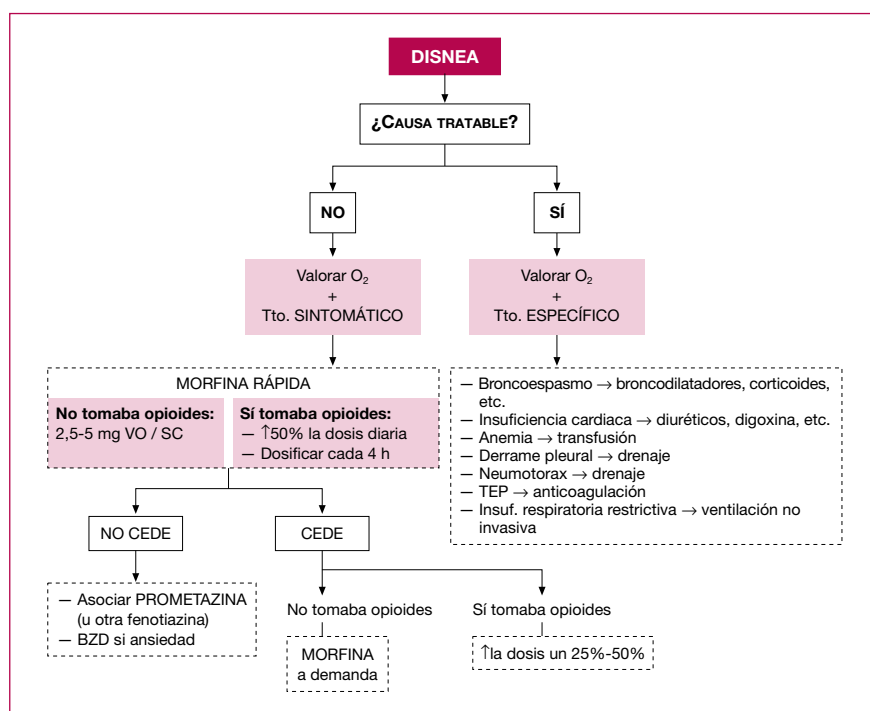 DISNEA
¿CAUSA TRATABLE?
NO
SÍ
Valorar O₂
+
Tto. SINTOMÁTICO
Valorar O₂
+
Tto. ESPECÍFICO
MORFINA RÁPIDA
No tomaba opioides:
2,5-5 mg VO / SC
Sí tomaba opioides:
— ↑50% la dosis diaria
— Dosificar cada 4 h
— Broncoespasmo → broncodilatadores, corticoides,
etc.
— Insuficiencia cardiaca → diuréticos, digoxina, etc.
— Anemia → transfusión
— Derrame pleural → drenaje
— Neumotorax → drenaje
— TEP → anticoagulación
— Insuf. respiratoria restrictiva → ventilación no
invasiva
NO CEDE
CEDE
— Asociar PROMETAZINA
(u otra fenotiazina)
— BZD si ansiedad
No tomaba opioides
Sí tomaba opioides
MORFINA
a demanda
↑la dosis un 25%-50%